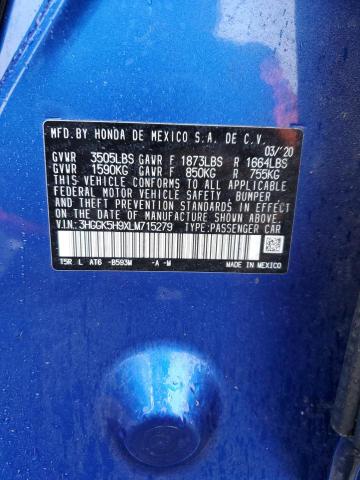 MFD.BY HONDA DE MEXICO S.A. DE C.V.
03/20
GVWR 3505LBS GAWR F 1873LBS R 1664LBS
GVWR 1590KG GAWR F 850KG R 755KG
THIS VEHICLE CONFORMS TO ALL APPLICABLE
FEDERAL MOTOR VEHICLE SAFETY, BUMPER
AND THEFT PREVENTION STANDARDS IN EFFECT ON
THE DATE OF MANUFACTURE SHOWN ABOVE.
V.I.N.:3HGGK5H9XLM715279 TYPE:PASSENGER CAR
T5R L AT6 -B593M -A -M
MADE IN MEXICO